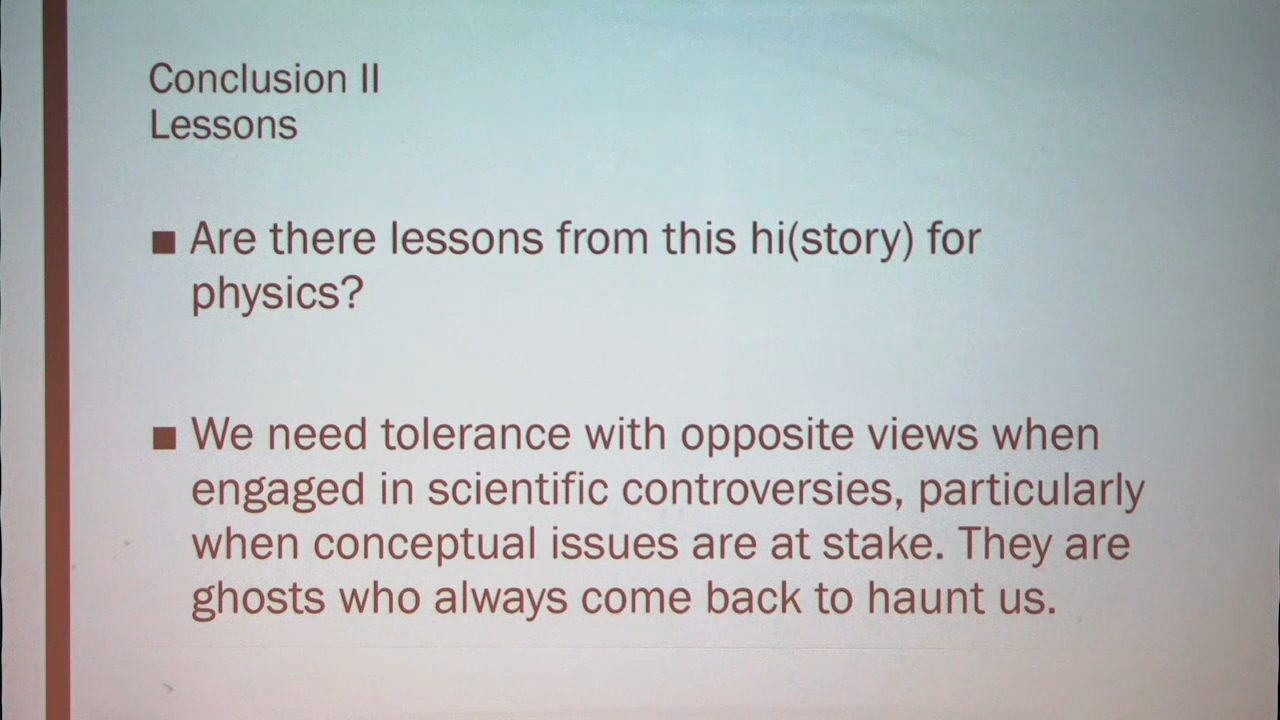 Conclusion II
Lessons
■ Are there lessons from this hi(story) for
physics?
■ We need tolerance with opposite views when
engaged in scientific controversies, particularly
when conceptual issues are at stake. They are
ghosts who always come back to haunt us.